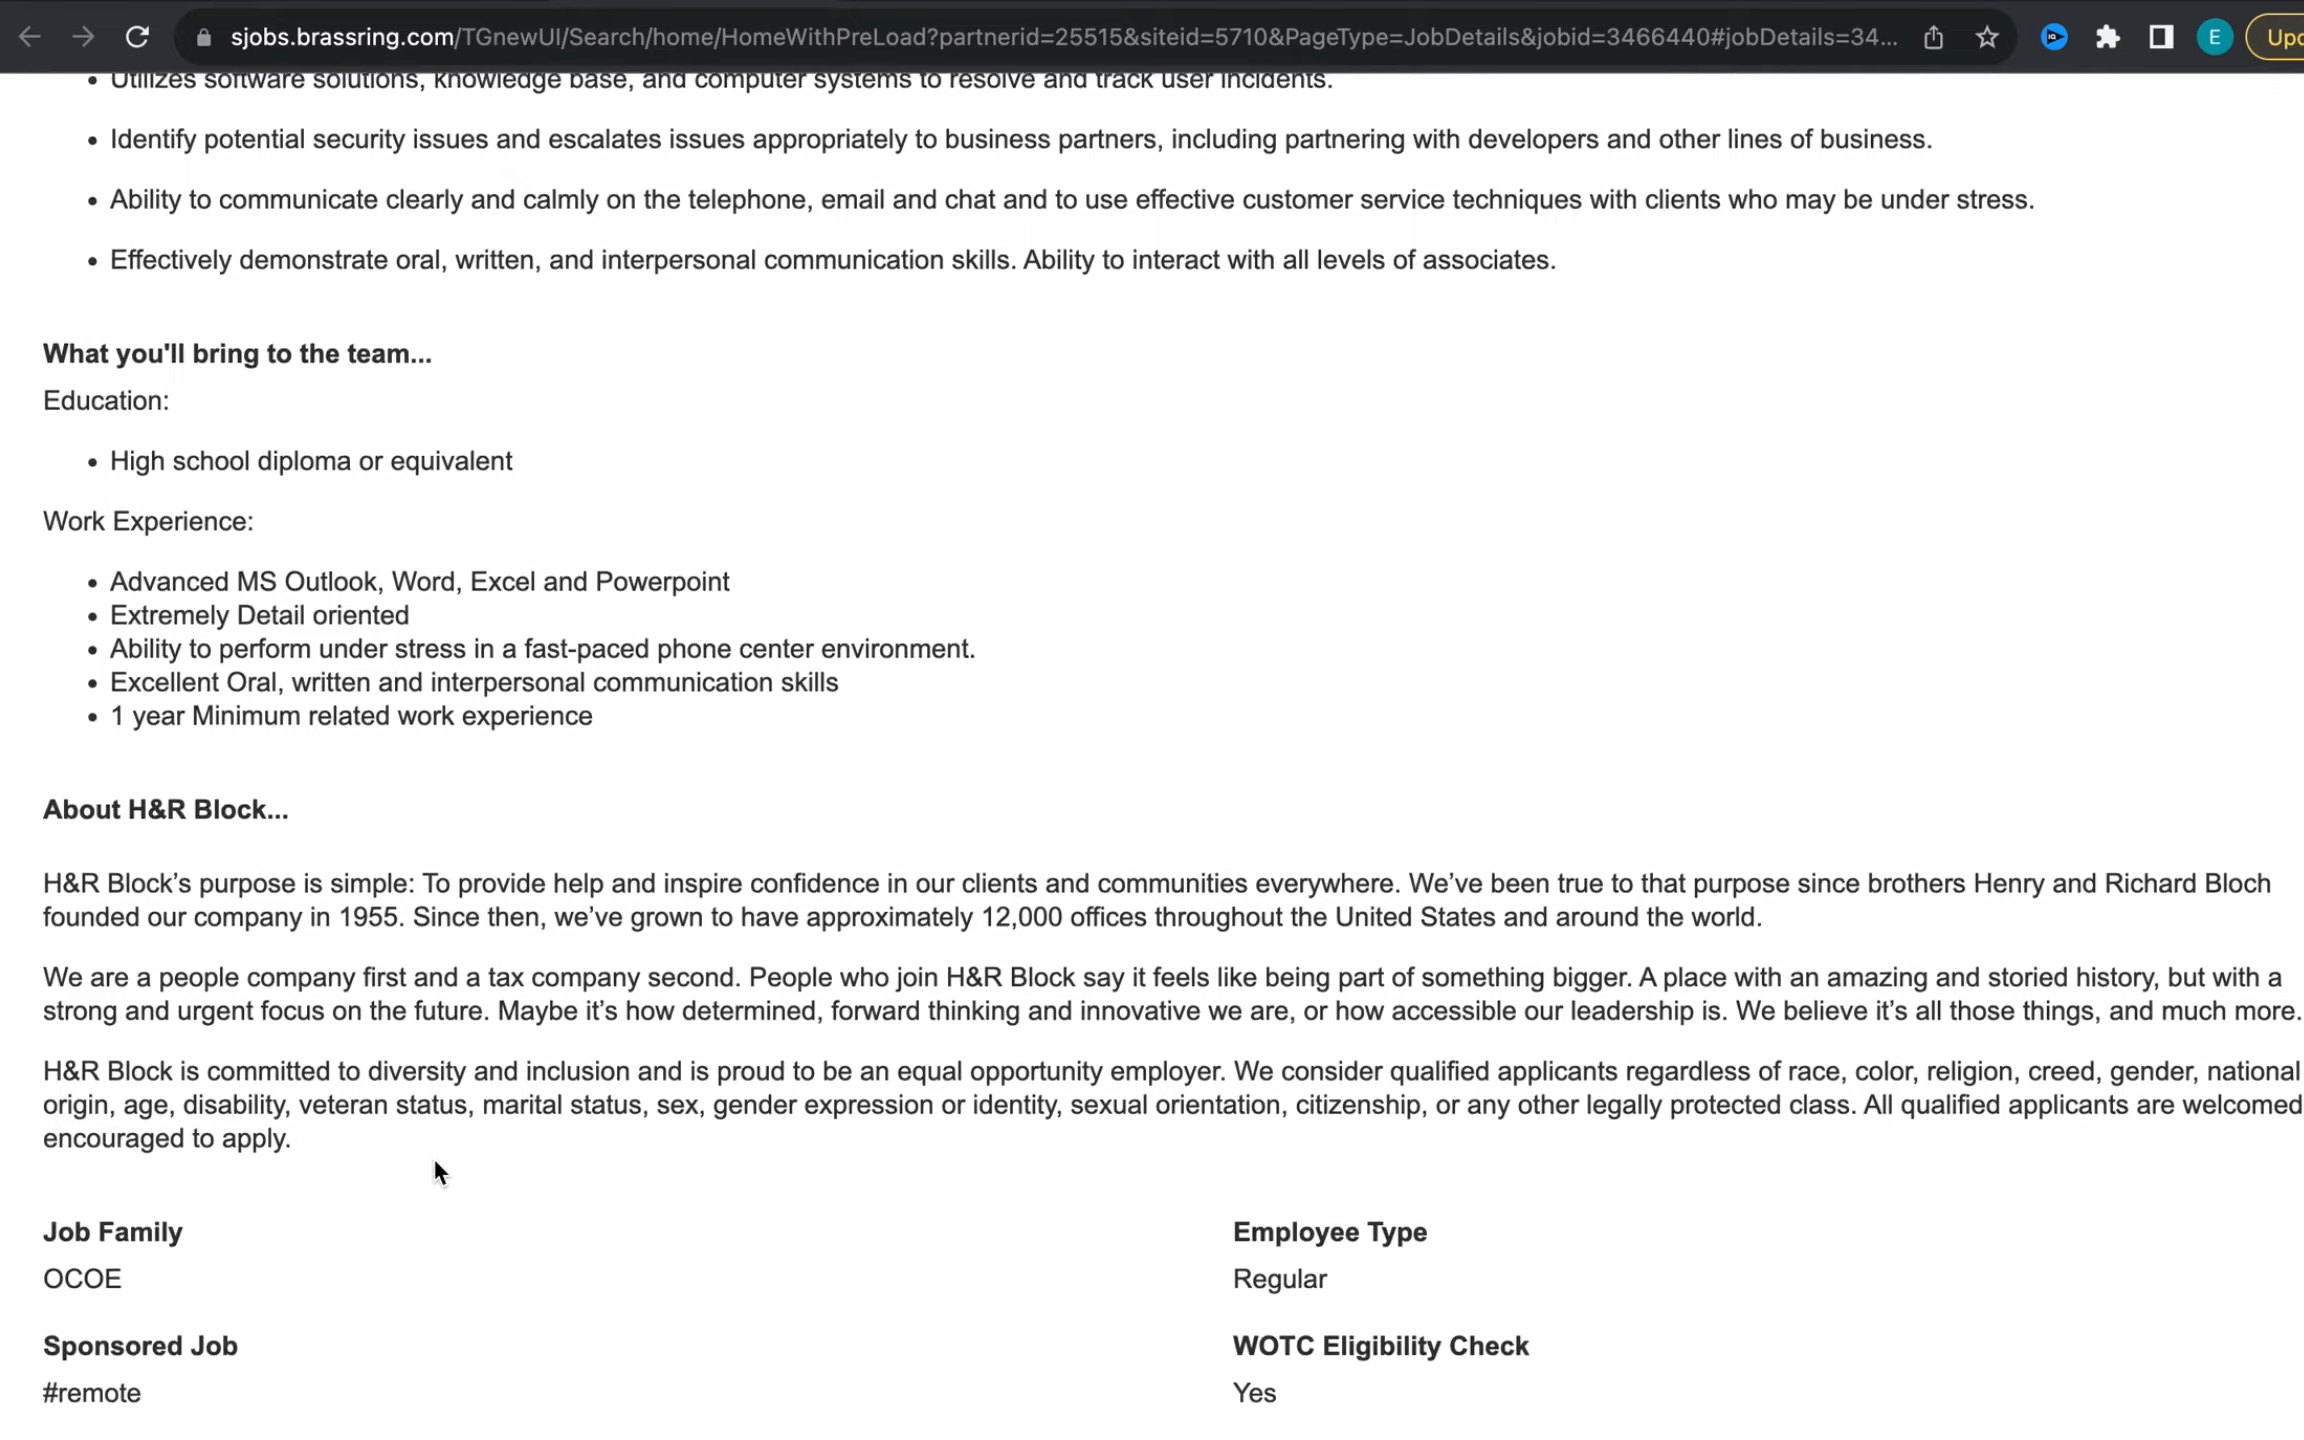 sjobs.brassring.com/TGnewUI/Search/home/HomeWithPreLoad?partnerid=25515&siteid=5710&PageType=JobDetails&jobid=3466440#jobDetails=34...
E
Upd
• Utilizes software solutions, knowledge base, and computer systems to resolve and track user incidents.
• Identify potential security issues and escalates issues appropriately to business partners, including partnering with developers and other lines of business.
• Ability to communicate clearly and calmly on the telephone, email and chat and to use effective customer service techniques with clients who may be under stress.
• Effectively demonstrate oral, written, and interpersonal communication skills. Ability to interact with all levels of associates.
What you'll bring to the team...
Education:
• High school diploma or equivalent
Work Experience:
• Advanced MS Outlook, Word, Excel and Powerpoint
• Extremely Detail oriented
• Ability to perform under stress in a fast-paced phone center environment.
• Excellent Oral, written and interpersonal communication skills
• 1 year Minimum related work experience
About H&R Block...
H&R Block’s purpose is simple: To provide help and inspire confidence in our clients and communities everywhere. We’ve been true to that purpose since brothers Henry and Richard Bloch
founded our company in 1955. Since then, we’ve grown to have approximately 12,000 offices throughout the United States and around the world.
We are a people company first and a tax company second. People who join H&R Block say it feels like being part of something bigger. A place with an amazing and storied history, but with a
strong and urgent focus on the future. Maybe it’s how determined, forward thinking and innovative we are, or how accessible our leadership is. We believe it’s all those things, and much more.
H&R Block is committed to diversity and inclusion and is proud to be an equal opportunity employer. We consider qualified applicants regardless of race, color, religion, creed, gender, national
origin, age, disability, veteran status, marital status, sex, gender expression or identity, sexual orientation, citizenship, or any other legally protected class. All qualified applicants are welcomed
encouraged to apply.
Job Family
Employee Type
OCOE
Regular
Sponsored Job
WOTC Eligibility Check
#remote
Yes